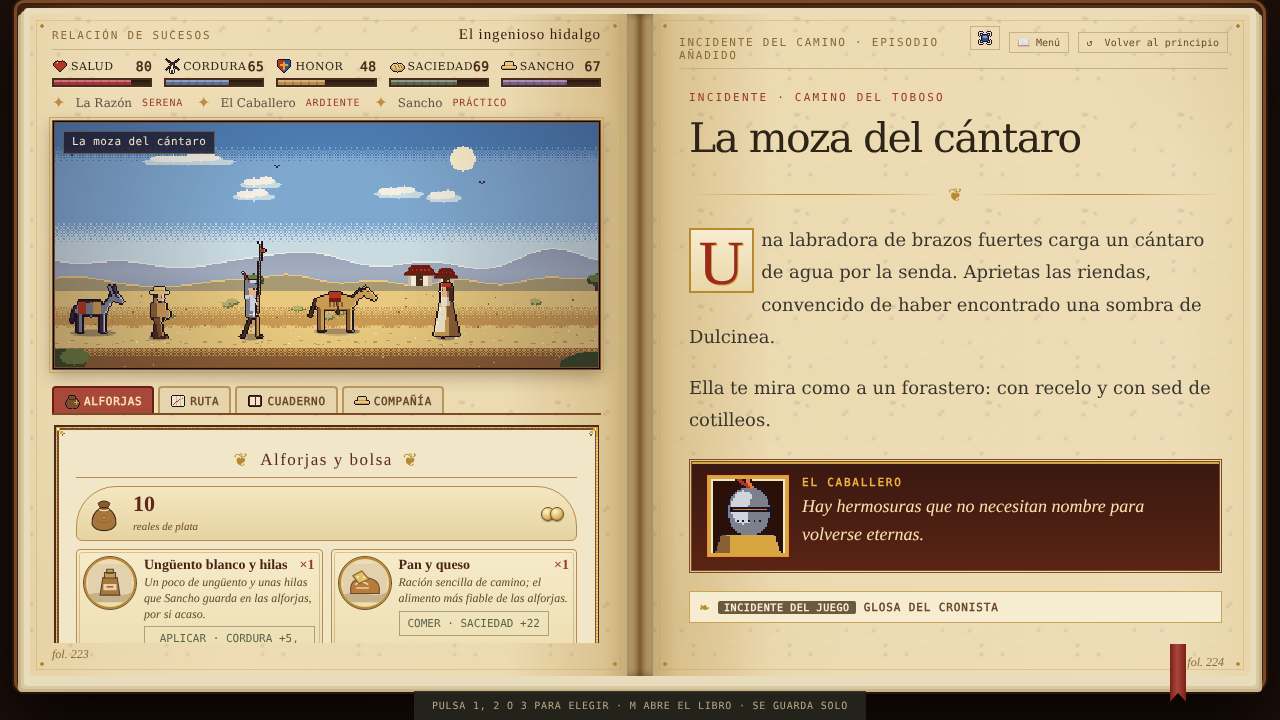 RELACIÓN DE SUCESOS
El ingenioso hidalgo
SALUD 80
CORDURA 65
HONOR 48
SACIEDAD 69
SANCHO 67
La Razón SERENA
El Caballero ARDIENTE
Sancho PRÁCTICO
La moza del cántaro
ALFORJAS
RUTA
CUADERNO
COMPAÑÍA
Alforjas y bolsa
10
reales de plata
Ungüento blanco y hilas ×1
Un poco de ungüento y unas hilas
que Sancho guarda en las alforjas,
por si acaso.
APLICAR · CORDURA +5,
Pan y queso ×1
Ración sencilla de camino; el
alimento más fiable de las alforjas.
COMER · SACIEDAD +22
fol. 223
INCIDENTE DEL CAMINO · EPISODIO
AÑADIDO
Menú
↺ Volver al principio
INCIDENTE · CAMINO DEL TOBOSO
La moza del cántaro
Una labradora de brazos fuertes carga un cántaro
de agua por la senda. Aprietas las riendas,
convencido de haber encontrado una sombra de
Dulcinea.
Ella te mira como a un forastero: con recelo y con sed de
cotilleos.
EL CABALLERO
Hay hermosuras que no necesitan nombre para
volverse eternas.
INCIDENTE DEL JUEGO GLOSA DEL CRONISTA
fol. 224
PULSA 1, 2 O 3 PARA ELEGIR · M ABRE EL LIBRO · SE GUARDA SOLO